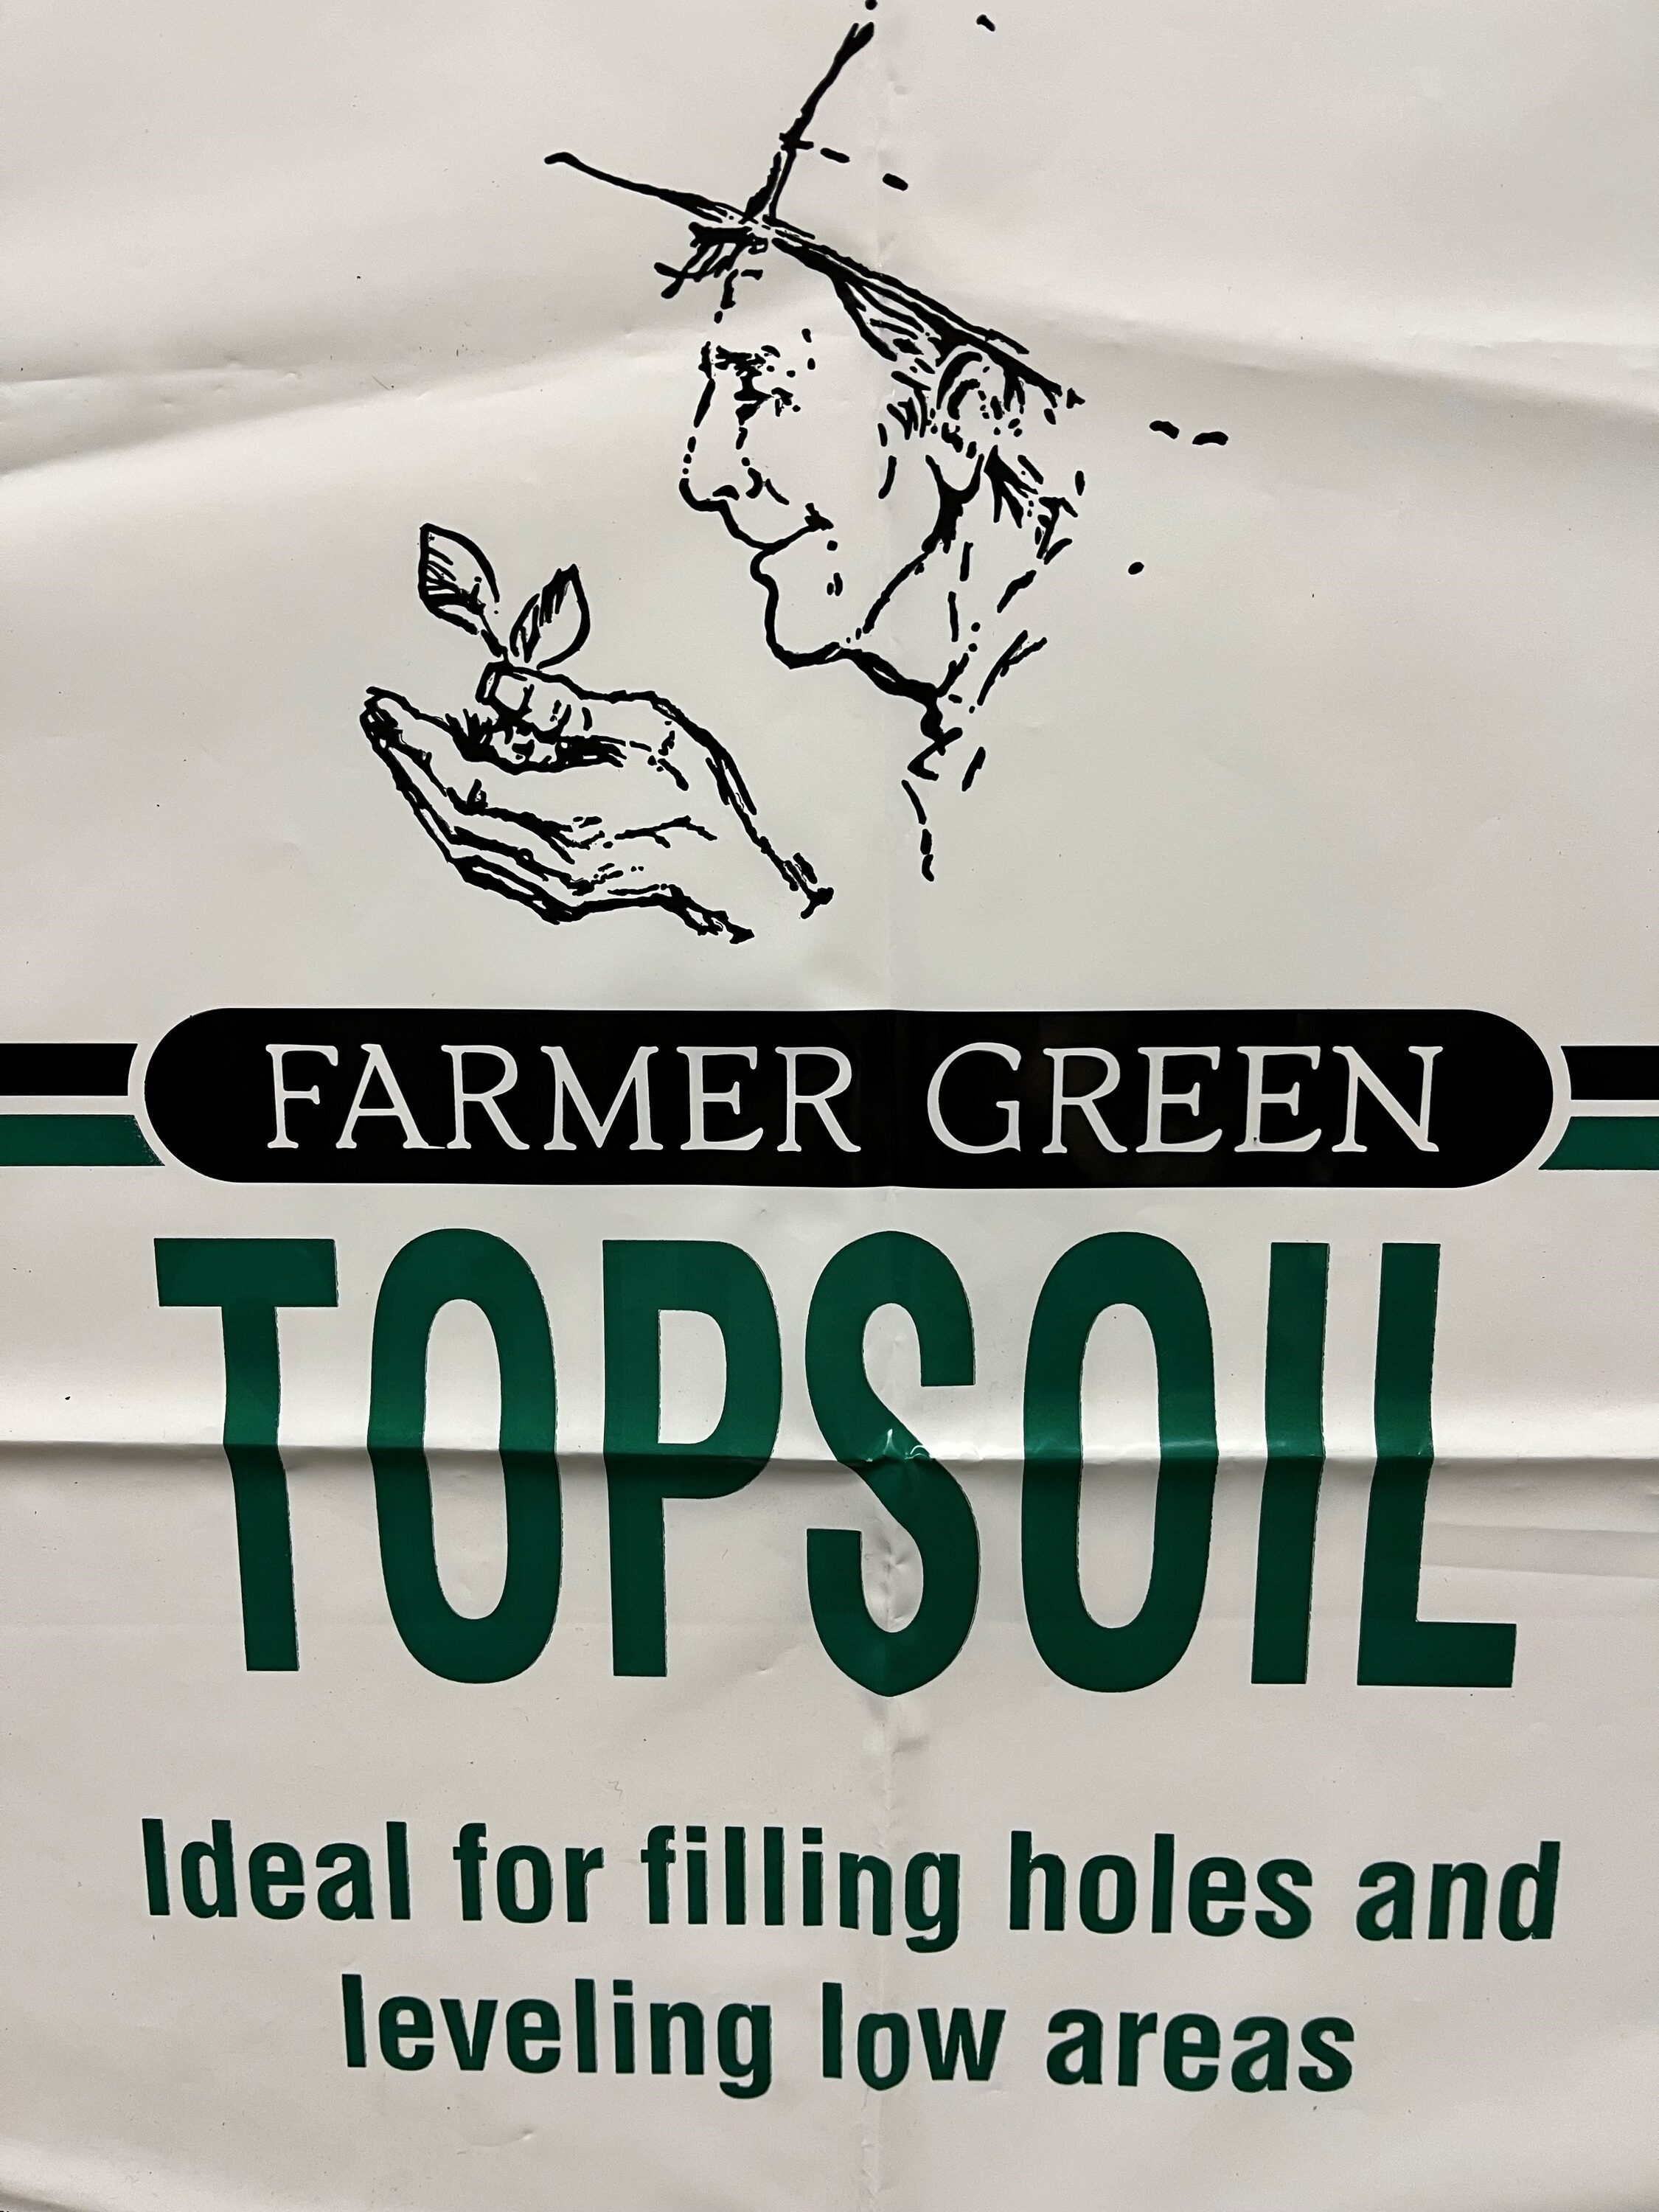 FARMER GREEN
TOPSOIL
Ideal for filling holes and
leveling low areas